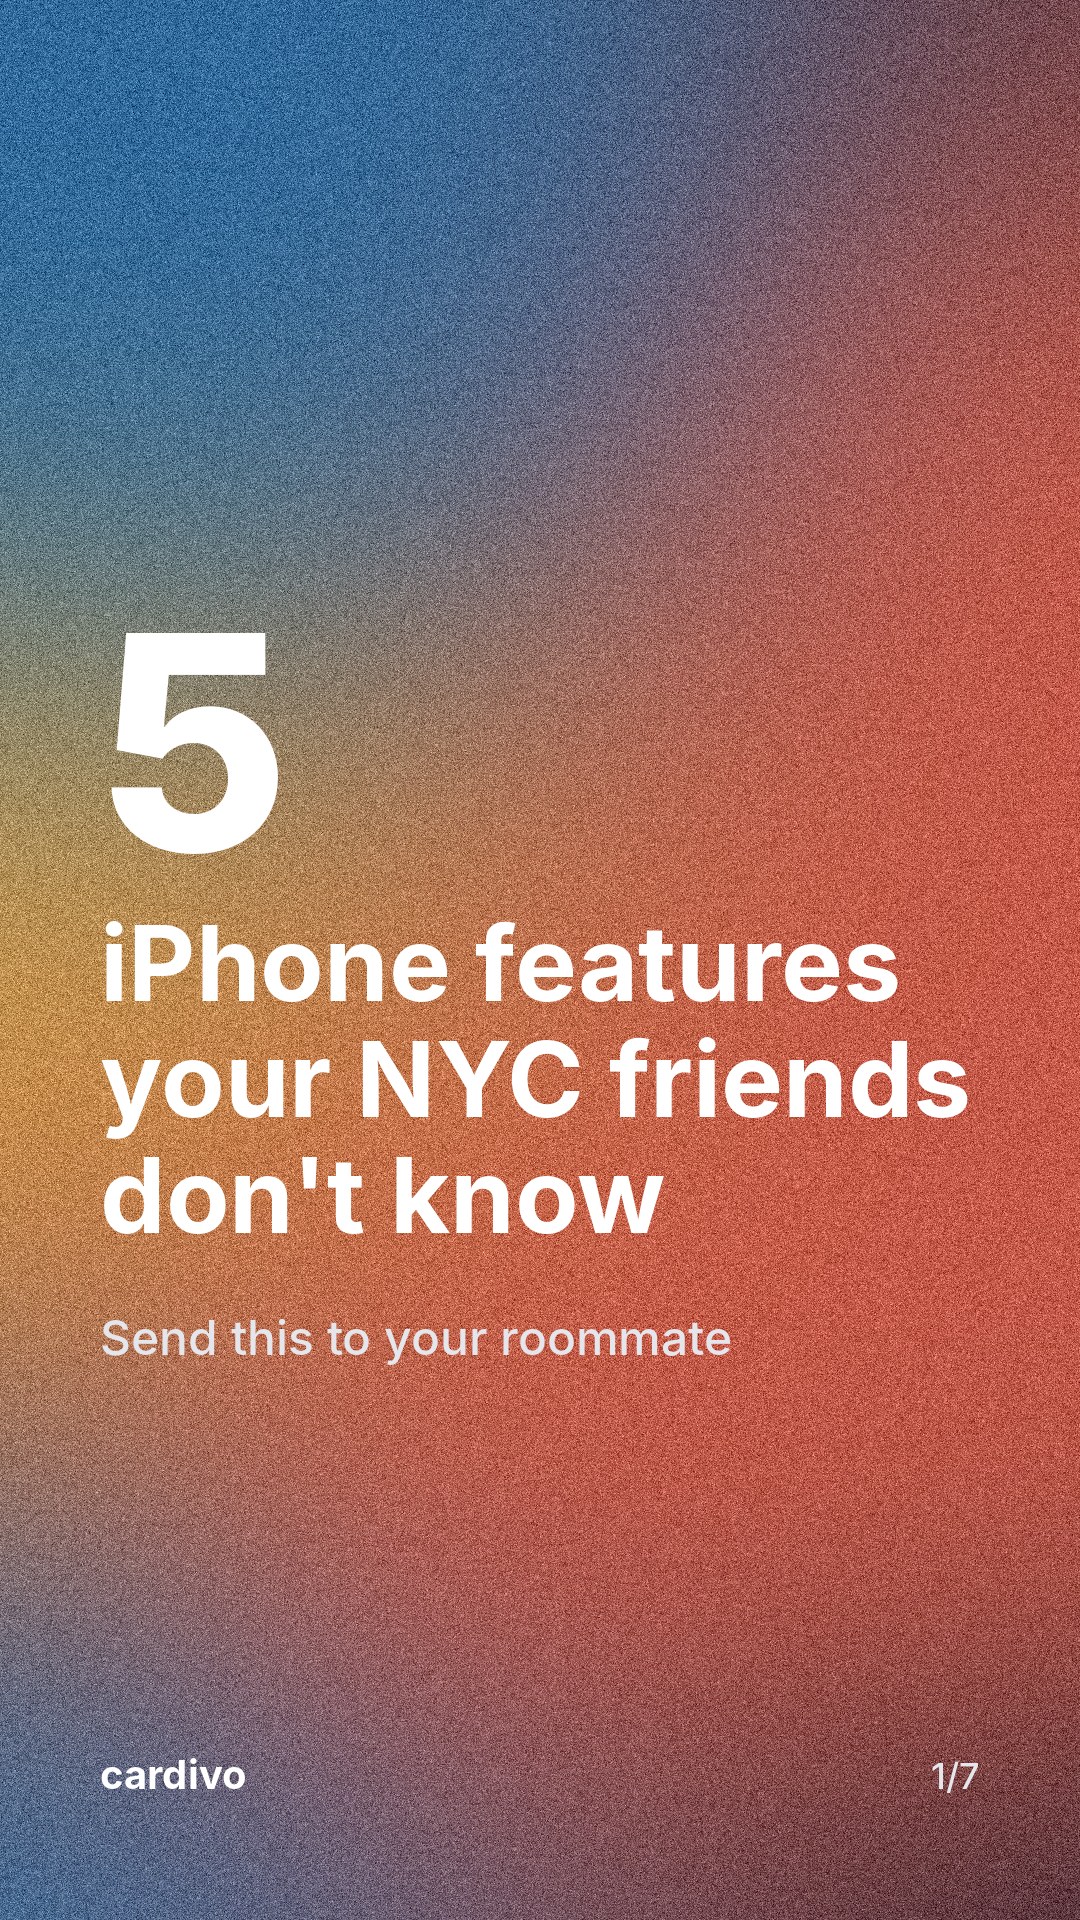 5
iPhone features
your NYC friends
don't know
Send this to your roommate
cardivo
1/7